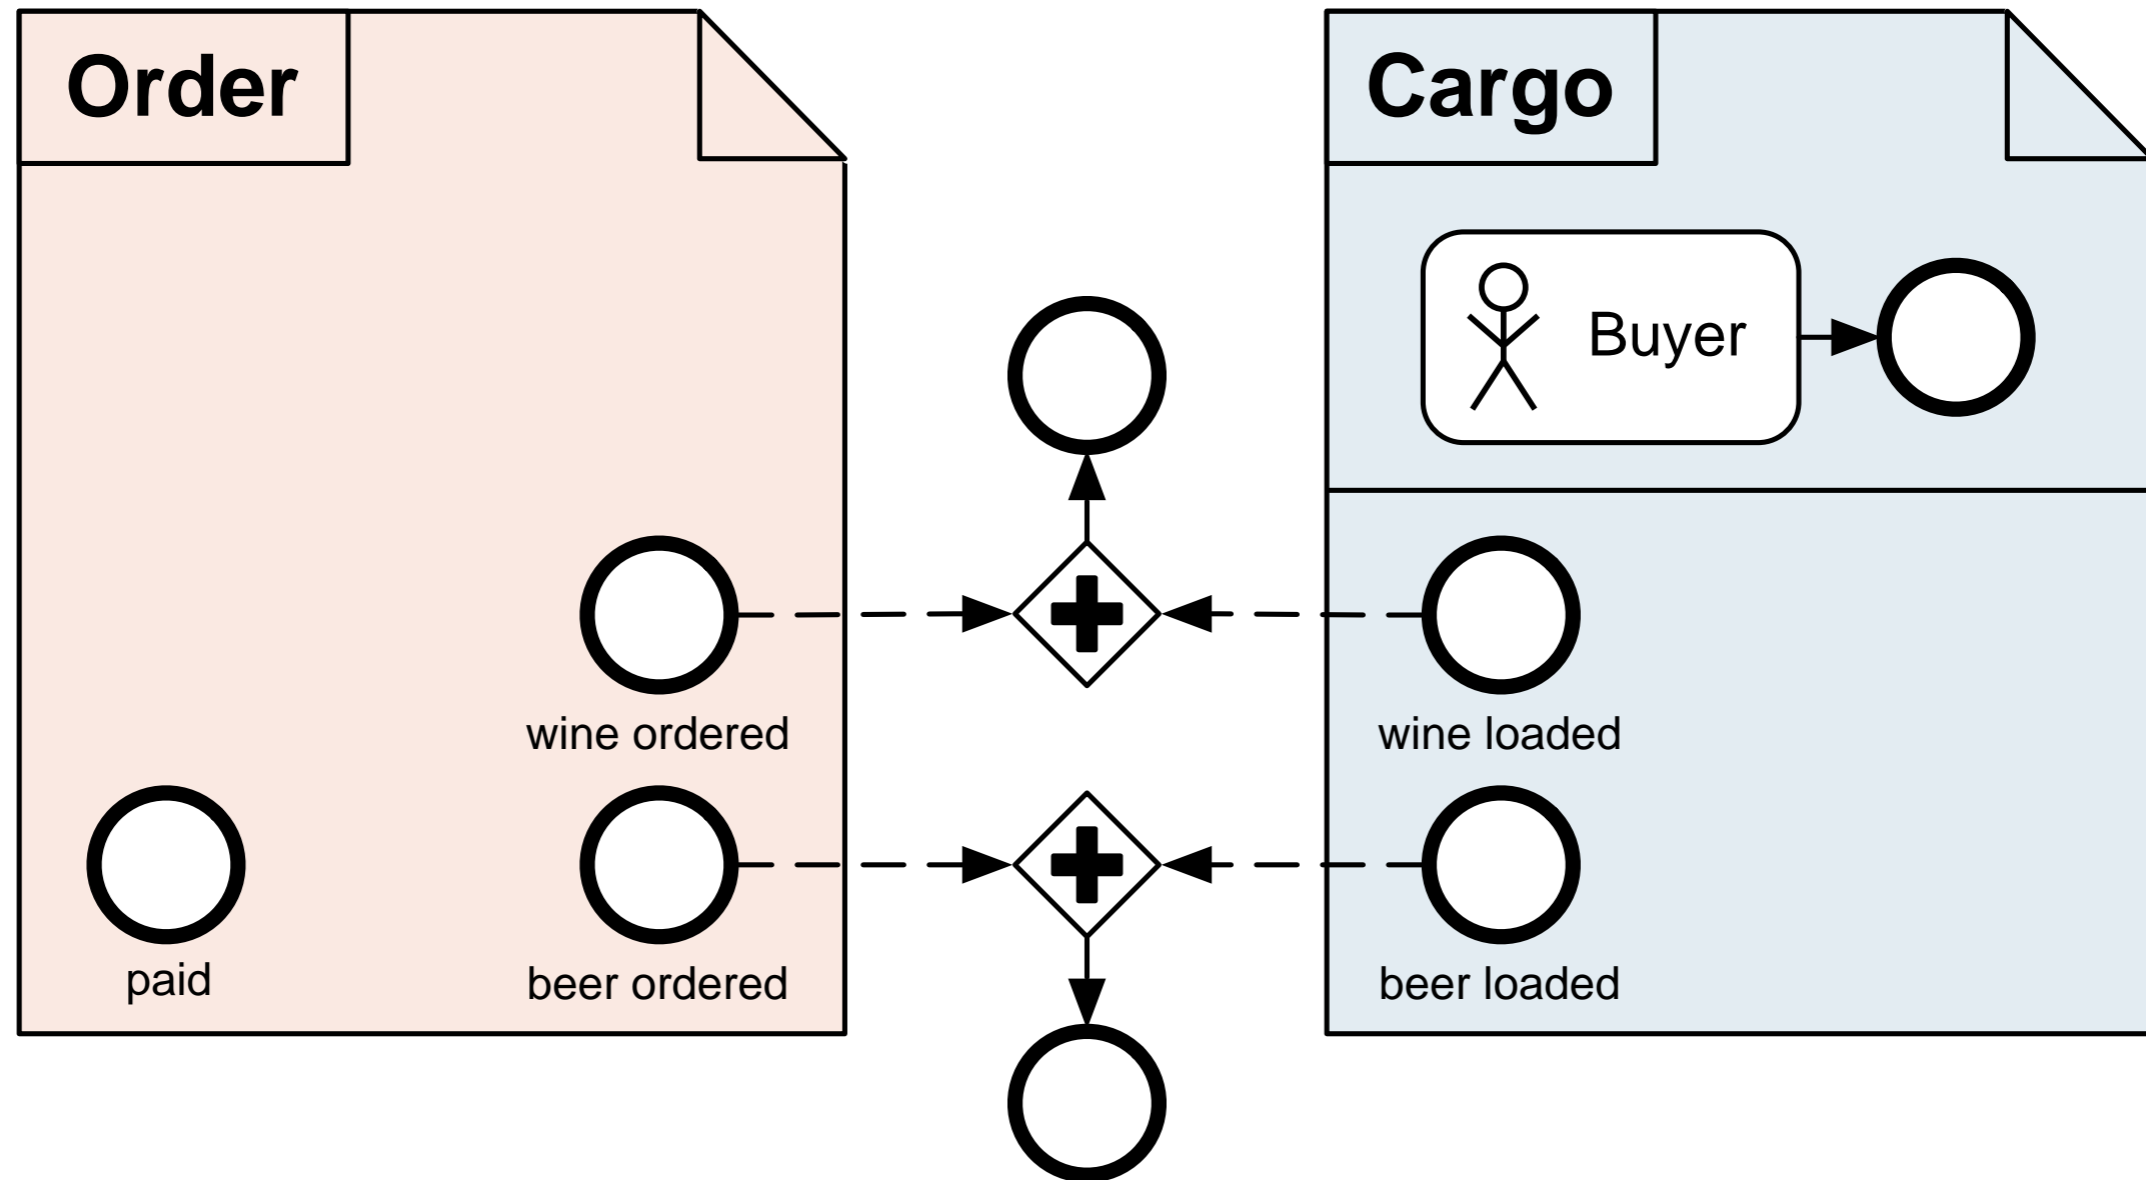 Order
Cargo
Buyer
wine ordered
wine loaded
paid
beer ordered
beer loaded